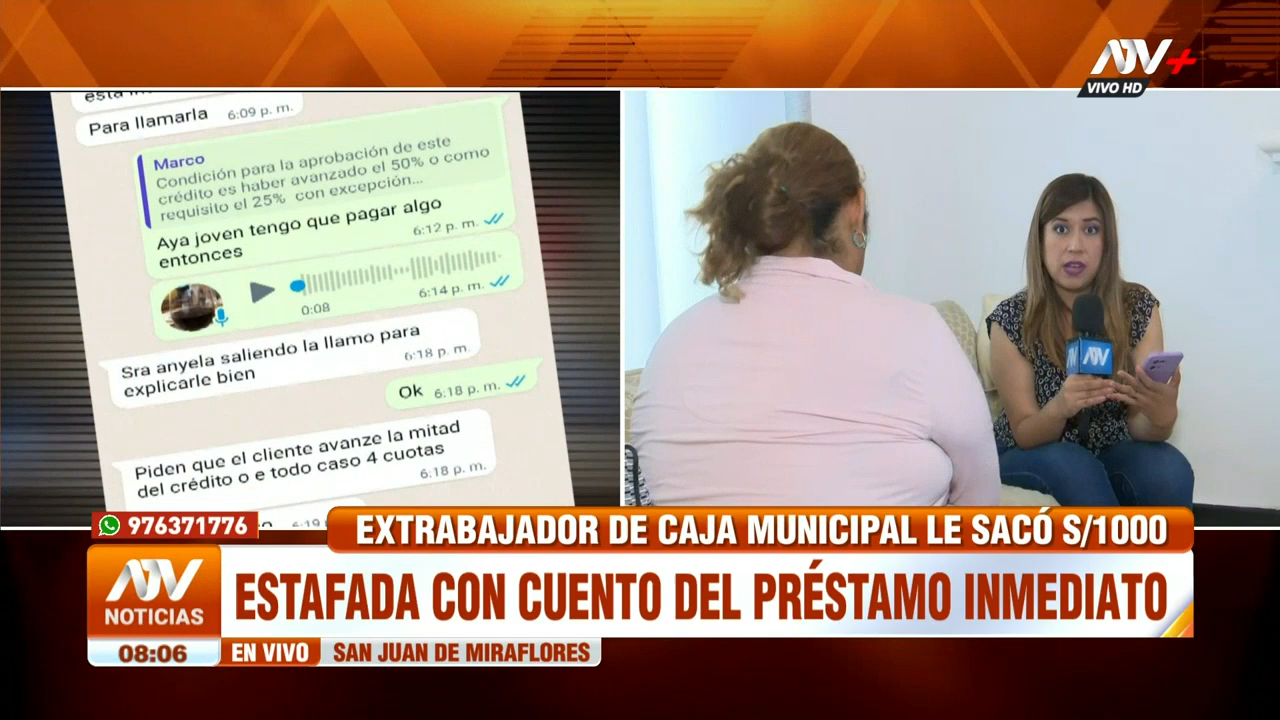 ATV+
VIVO HD
Para llamarla 6:09 p. m.
Marco
Condición para la aprobación de este
crédito es haber avanzado el 50% o como
requisito el 25% con excepción...
Aya joven tengo que pagar algo
entonces
6:12 p. m.
0:08
6:14 p. m.
Sra anyela saliendo la llamo para
explicarle bien
6:18 p. m.
Ok 6:18 p. m.
Piden que el cliente avanze la mitad
del crédito o e todo caso 4 cuotas
6:18 p. m.
ATV
976371776
EXTRABAJADOR DE CAJA MUNICIPAL LE SACÓ S/1000
ATV
NOTICIAS
ESTAFADA CON CUENTO DEL PRÉSTAMO INMEDIATO
08:06
EN VIVO
SAN JUAN DE MIRAFLORES